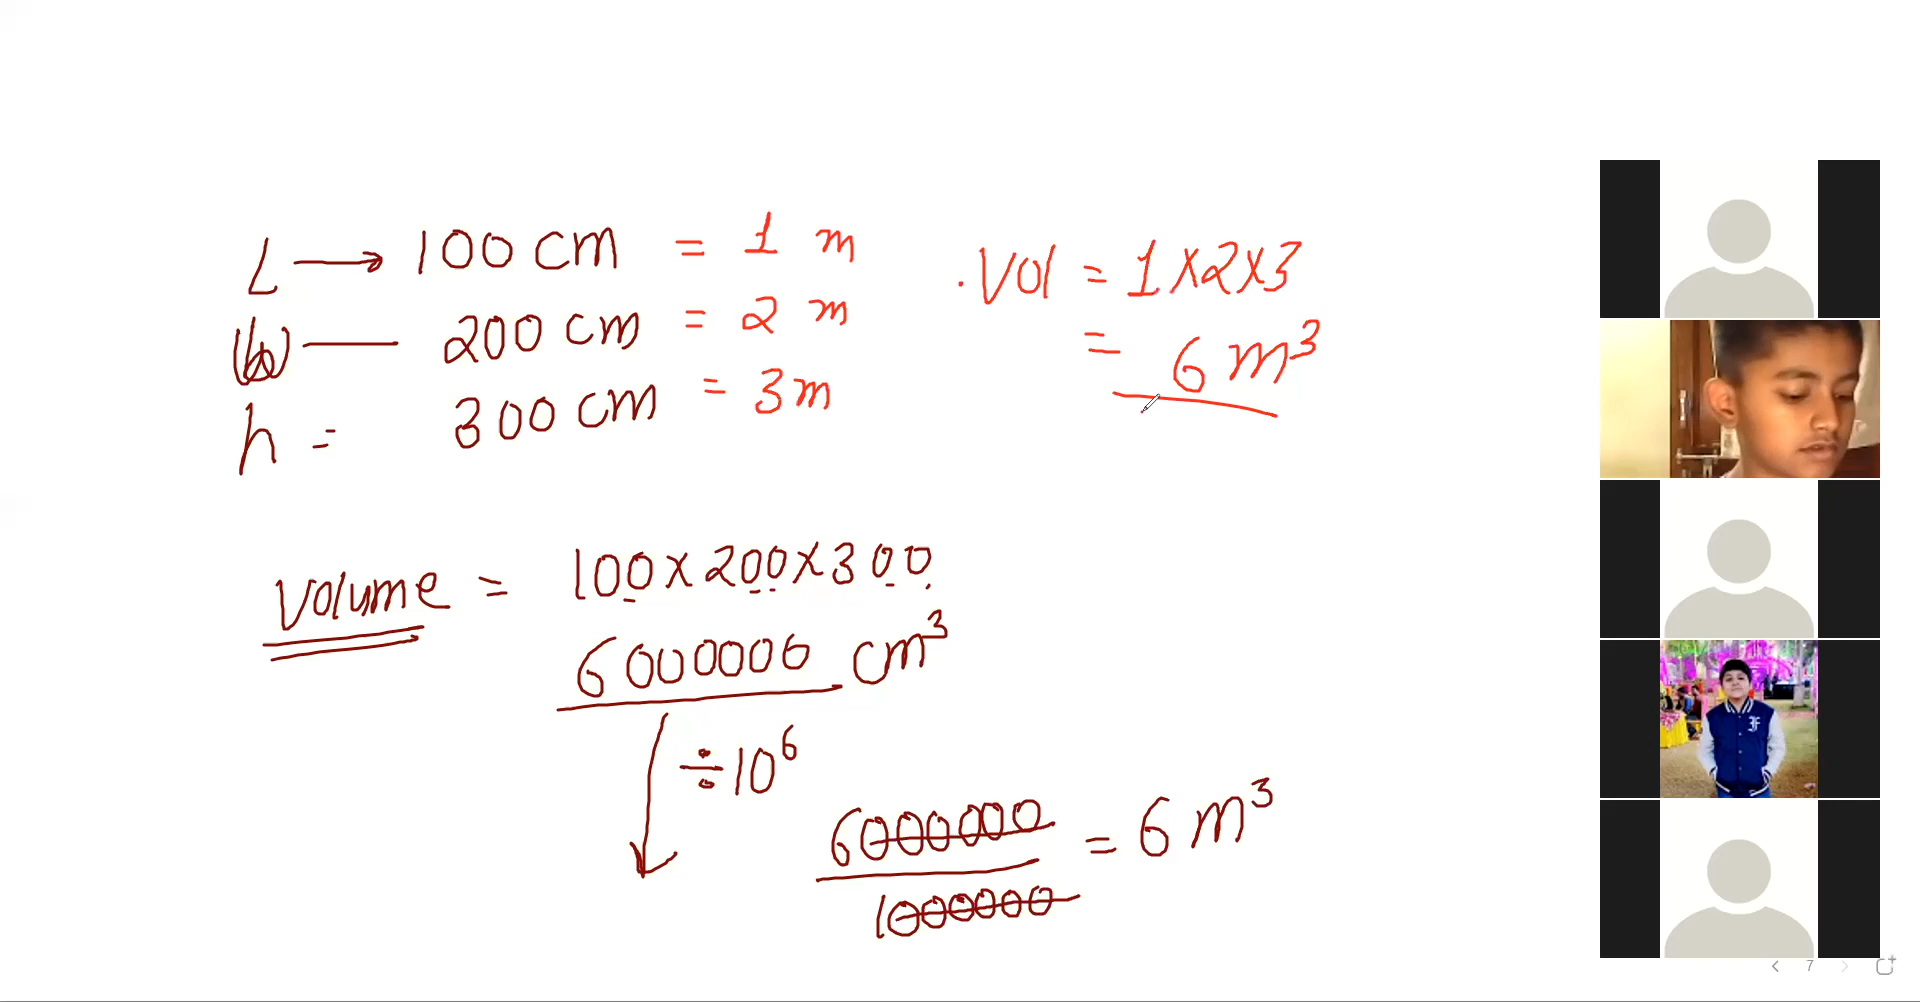 L → 100 cm = 1 m
(b) — 200 cm = 2 m
h = 300 cm = 3 m
. Vol = 1 × 2 × 3
= 6 m³
Volume = 100 × 200 × 300
6000000 cm³
÷ 10⁶
6000000 = 6 m³
1000000
7